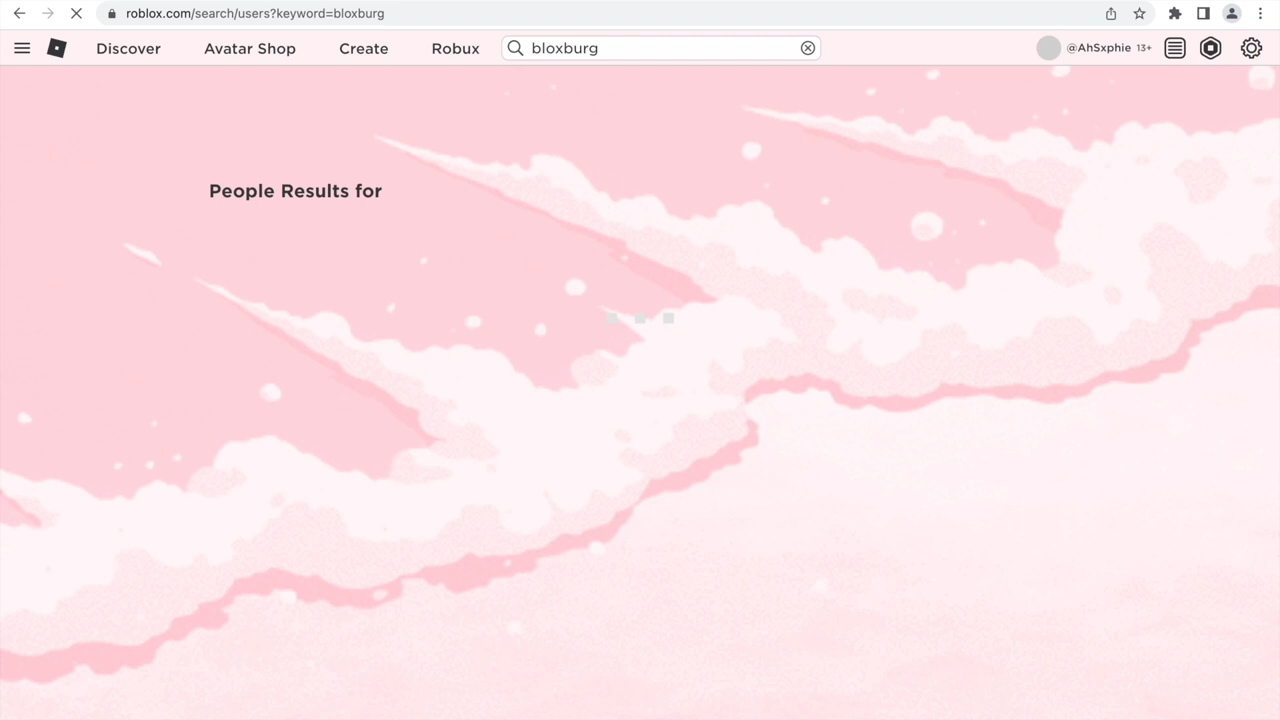 roblox.com/search/users?keyword=bloxburg
Discover
Avatar Shop
Create
Robux
bloxburg
@AhSxphie 13+
People Results for